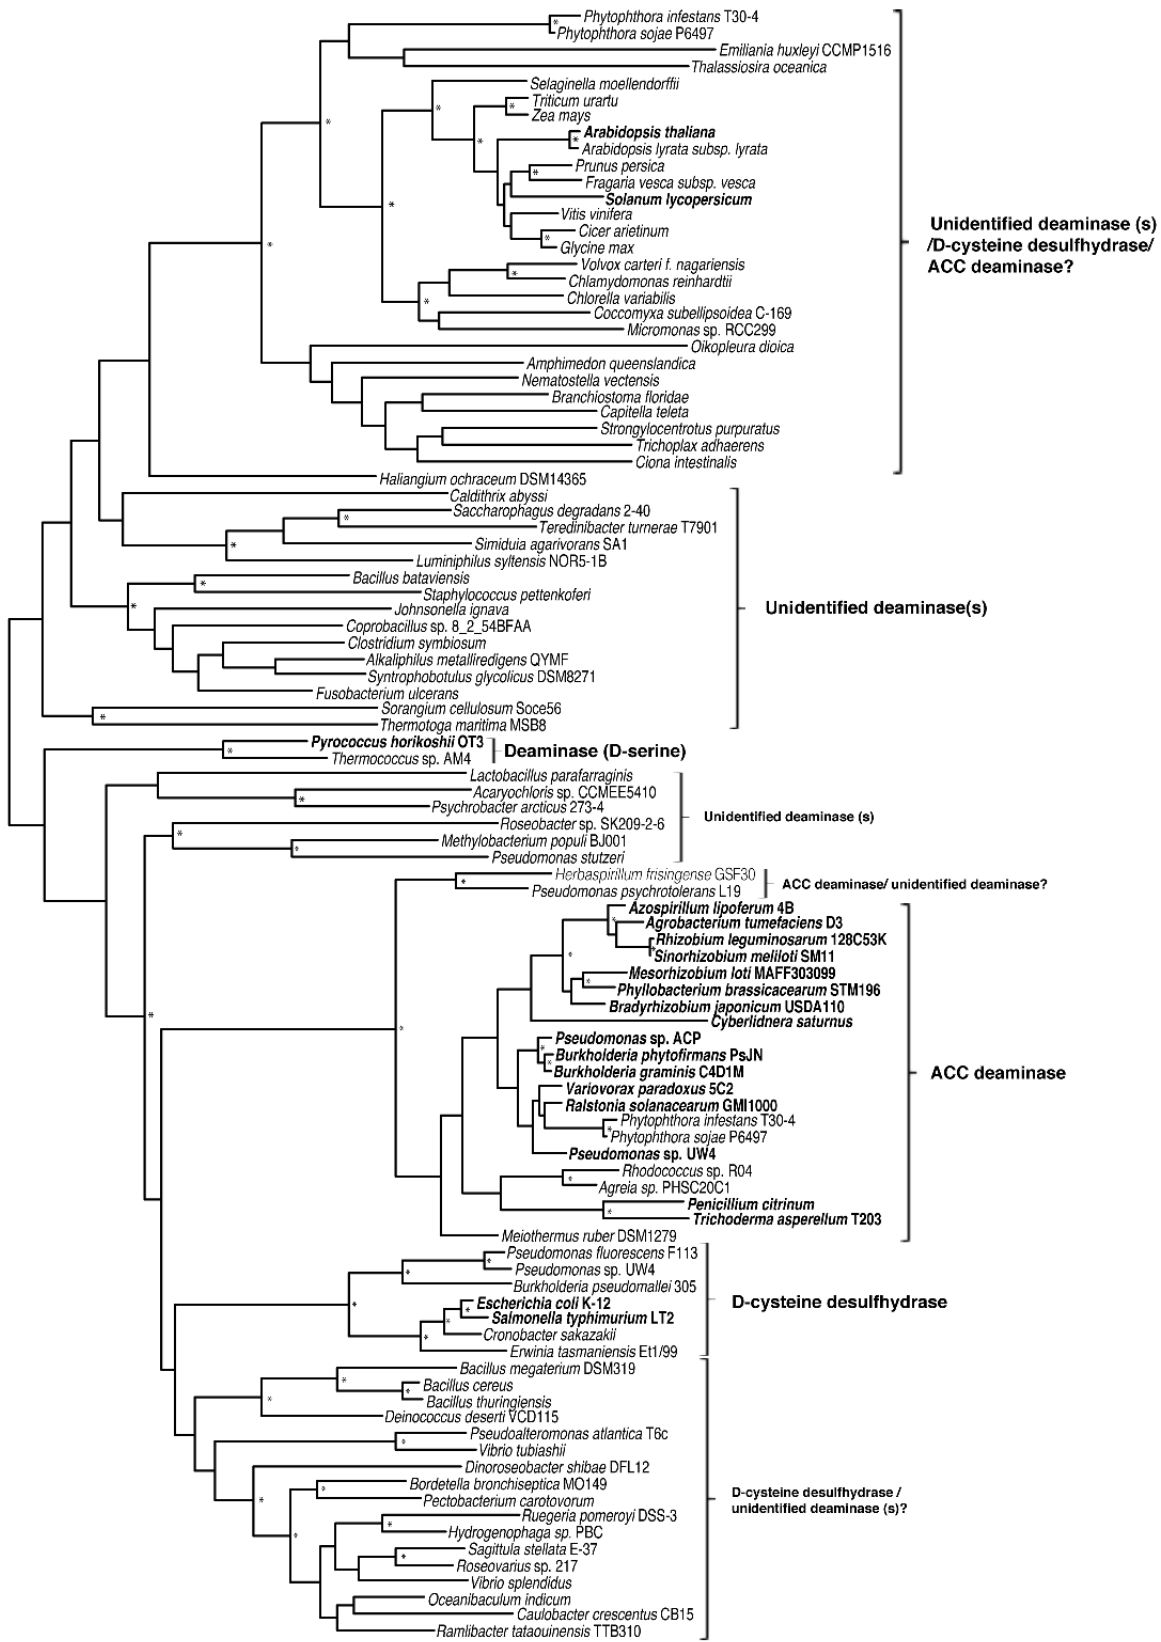 Phytophthora infestans T30-4
Phytophthora sojae P6497
Emiliania huxleyi CCMP1516
Thalassiosira oceanica
Selaginella moellendorffii
Triticum urartu
Zea mays
Arabidopsis thaliana
Arabidopsis lyrata subsp. lyrata
Prunus persica
Fragaria vesca subsp. vesca
Solanum lycopersicum
Vitis vinifera
Cicer arietinum
Glycine max
Volvox carteri f. nagariensis
Chlamydomonas reinhardtii
Chlorella variabilis
Coccomyxa subellipsoidea C-169
Micromonas sp. RCC299
Oikopleura dioica
Amphimedon queenslandica
Nematostella vectensis
Branchiostoma floridae
Capitella teleta
Strongylocentrotus purpuratus
Trichoplax adhaerens
Ciona intestinalis
Haliangium ochraceum DSM14365
Unidentified deaminase (s)
/D-cysteine desulfhydrase/
ACC deaminase?
Caldithrix abyssi
Saccharophagus degradans 2-40
Teredinibacter turnerae T7901
Simiduia agarivorans SA1
Luminiphilus syltensis NOR5-1B
Bacillus bataviensis
Staphylococcus pettenkoferi
Johnsonella ignava
Coprobacillus sp. 8_2_54BFAA
Clostridium symbiosum
Alkaliphilus metalliredigens QYMF
Syntrophobotulus glycolicus DSM8271
Fusobacterium ulcerans
Sorangium cellulosum Soce56
Thermotoga maritima MSB8
Unidentified deaminase(s)
Pyrococcus horikoshii OT3
Thermococcus sp. AM4
Deaminase (D-serine)
Lactobacillus parafarraginis
Acaryochloris sp. CCMEE5410
Psychrobacter arcticus 273-4
Roseobacter sp. SK209-2-6
Methylobacterium populi BJ001
Pseudomonas stutzeri
Unidentified deaminase (s)
Herbaspirillum frisingense GSF30
Pseudomonas psychrotolerans L19
ACC deaminase/ unidentified deaminase?
Azospirillum lipoferum 4B
Agrobacterium tumefaciens D3
Rhizobium leguminosarum 128C53K
Sinorhizobium meliloti SM11
Mesorhizobium loti MAFF303099
Phyllobacterium brassicacearum STM196
Bradyrhizobium japonicum USDA110
Cyberlidnera saturnus
Pseudomonas sp. ACP
Burkholderia phytofirmans PsJN
Burkholderia graminis C4D1M
Variovorax paradoxus 5C2
Ralstonia solanacearum GMI1000
Phytophthora infestans T30-4
Phytophthora sojae P6497
Pseudomonas sp. UW4
Rhodococcus sp. R04
Agreia sp. PHSC20C1
Penicillium citrinum
Trichoderma asperellum T203
Meiothermus ruber DSM1279
ACC deaminase
Pseudomonas fluorescens F113
Pseudomonas sp. UW4
Burkholderia pseudomallei 305
Escherichia coli K-12
Salmonella typhimurium LT2
Cronobacter sakazakii
Erwinia tasmaniensis Et1/99
D-cysteine desulfhydrase
Bacillus megaterium DSM319
Bacillus cereus
Bacillus thuringiensis
Deinococcus deserti VCD115
Pseudoalteromonas atlantica T6c
Vibrio tubiashii
Dinoroseobacter shibae DFL12
Bordetella bronchiseptica MO149
Pectobacterium carotovorum
Ruegeria pomeroyi DSS-3
Hydrogenophaga sp. PBC
Sagittula stellata E-37
Roseovarius sp. 217
Vibrio splendidus
Oceanibaculum indicum
Caulobacter crescentus CB15
Ramlibacter tataouinensis TTB310
D-cysteine desulfhydrase /
unidentified deaminase (s)?